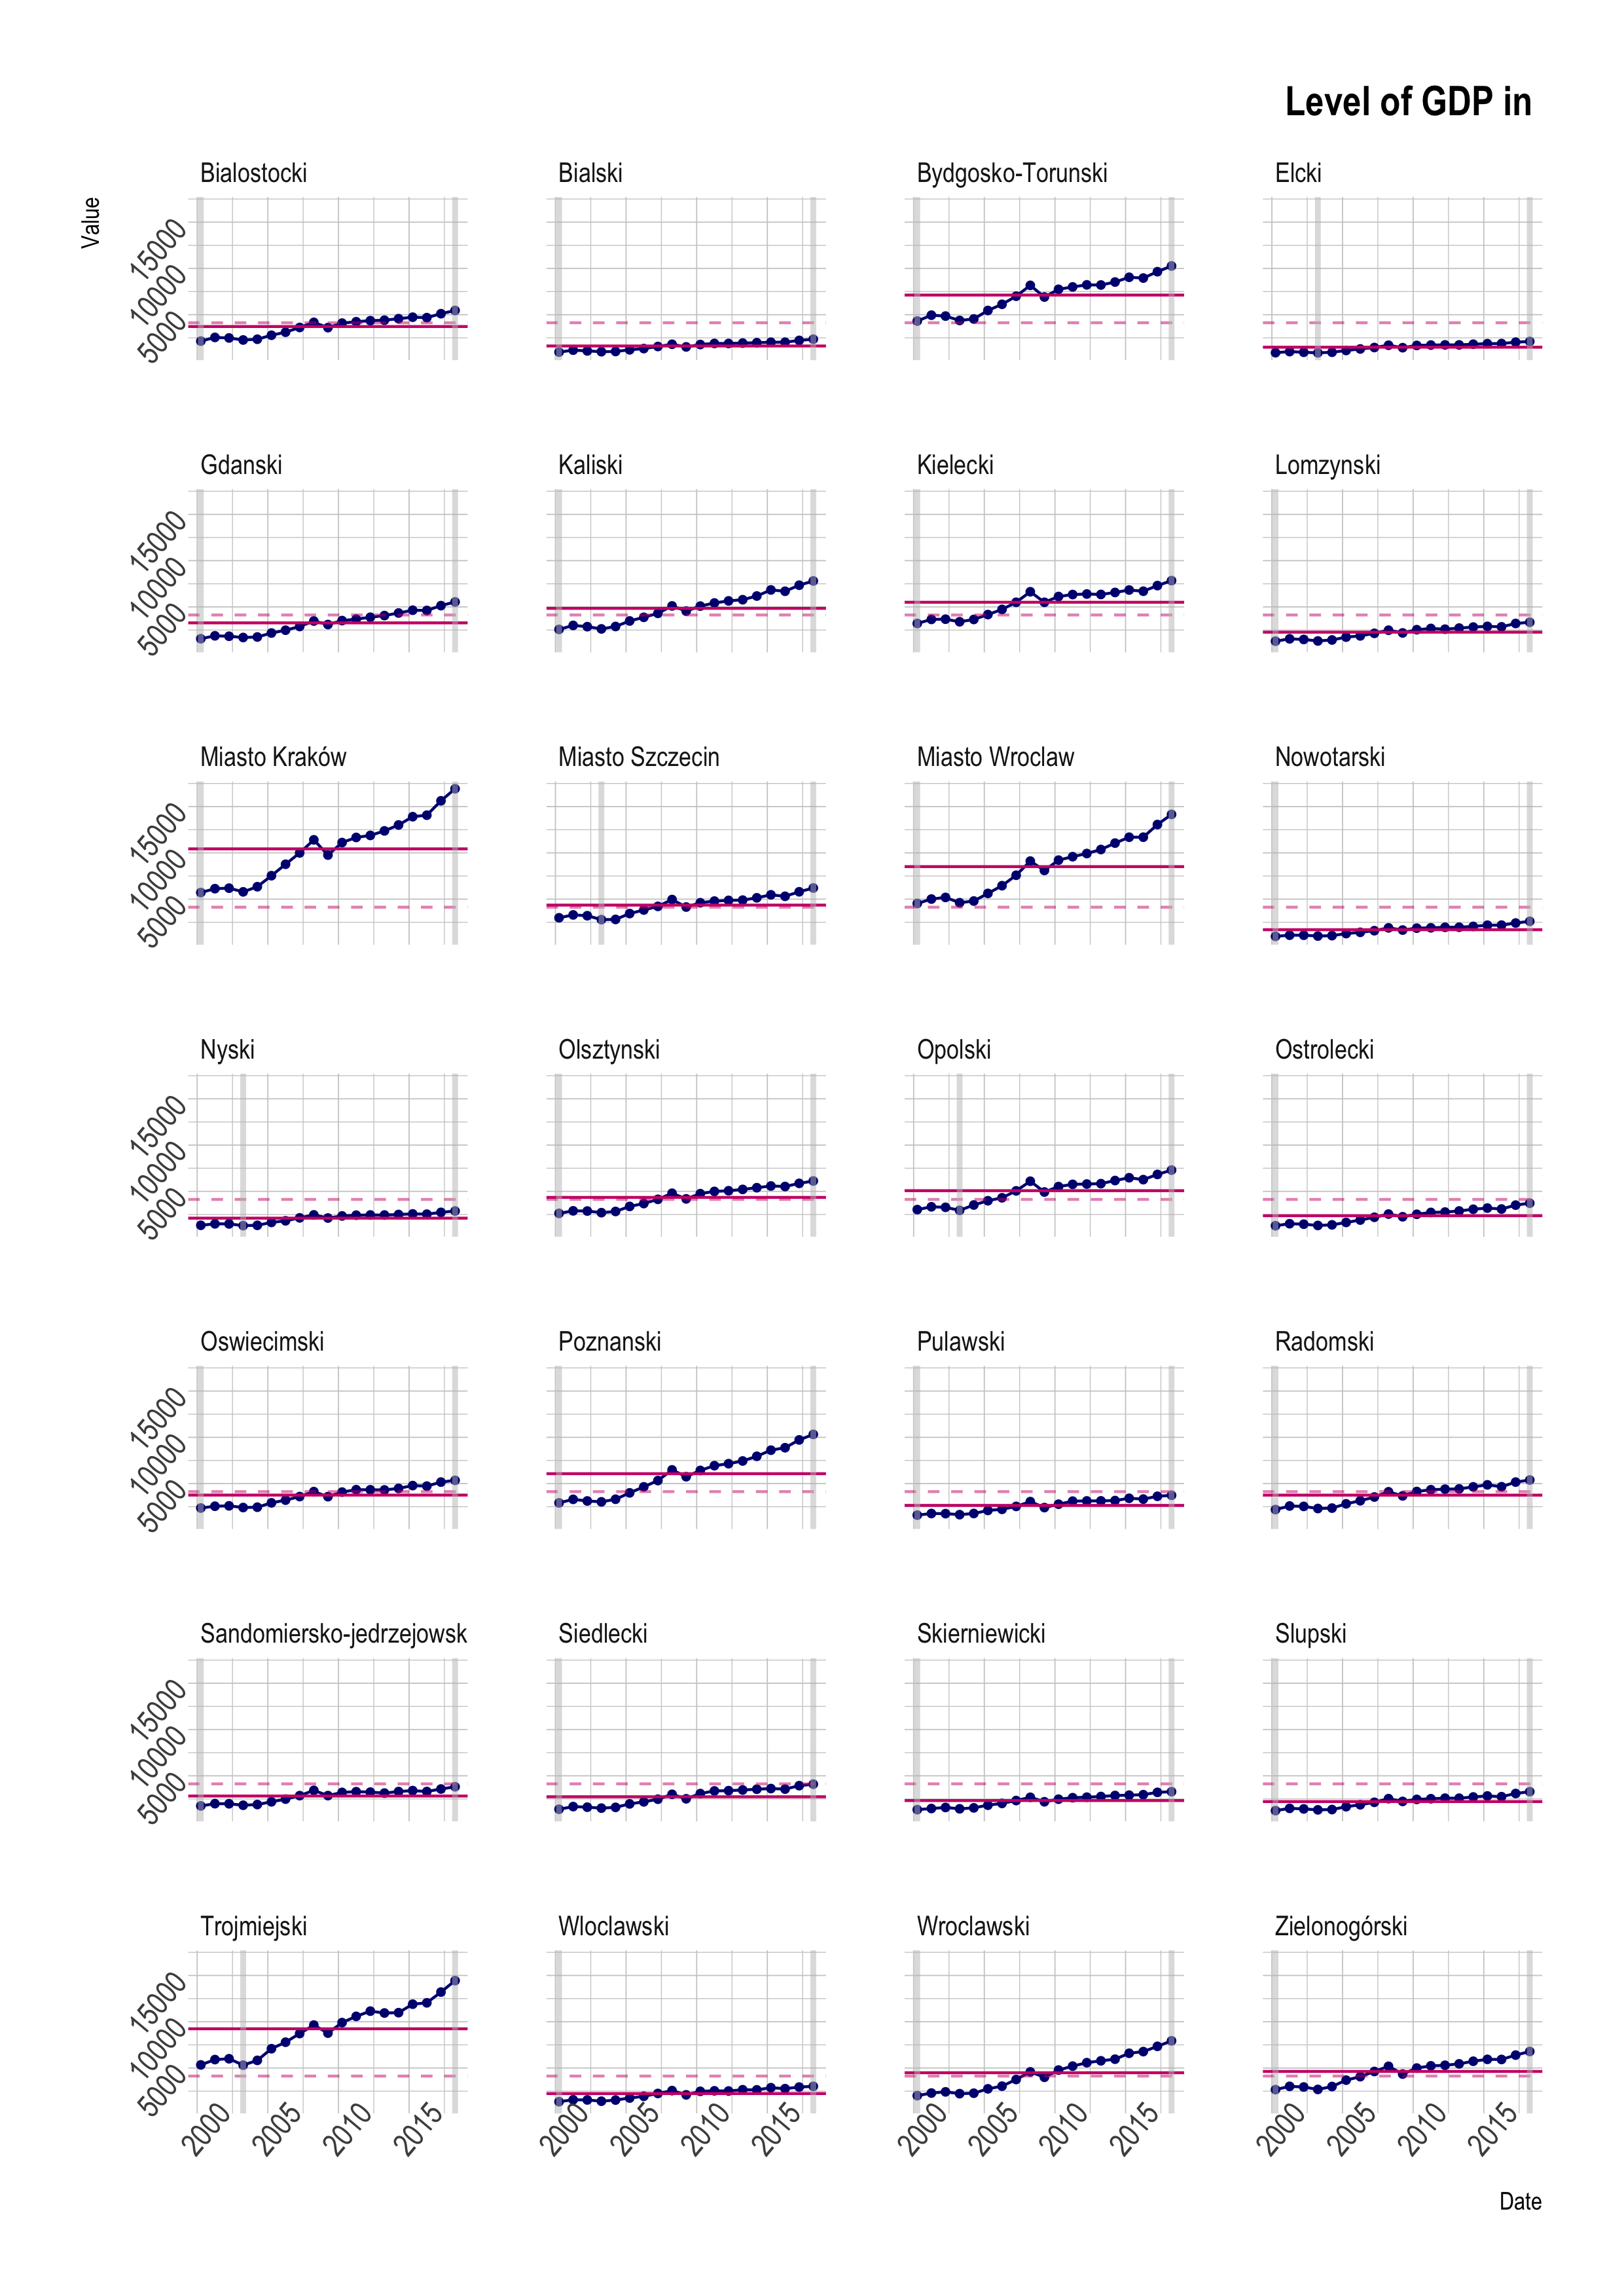 Level of GDP in
Value
Bialostocki Bialski Bydgosko-Torunski Elcki
15000
10000
5000
Gdanski Kaliski Kielecki Lomzynski
15000
10000
5000
Miasto Kraków Miasto Szczecin Miasto Wroclaw Nowotarski
15000
10000
5000
Nyski Olsztynski Opolski Ostrolecki
15000
10000
5000
Oswiecimski Poznanski Pulawski Radomski
15000
10000
5000
Sandomiersko-jedrzejowsk Siedlecki Skierniewicki Slupski
15000
10000
5000
Trojmiejski Wloclawski Wroclawski Zielonogórski
15000
10000
5000
2000 2005 2010 2015 2000 2005 2010 2015 2000 2005 2010 2015 2000 2005 2010 2015
Date